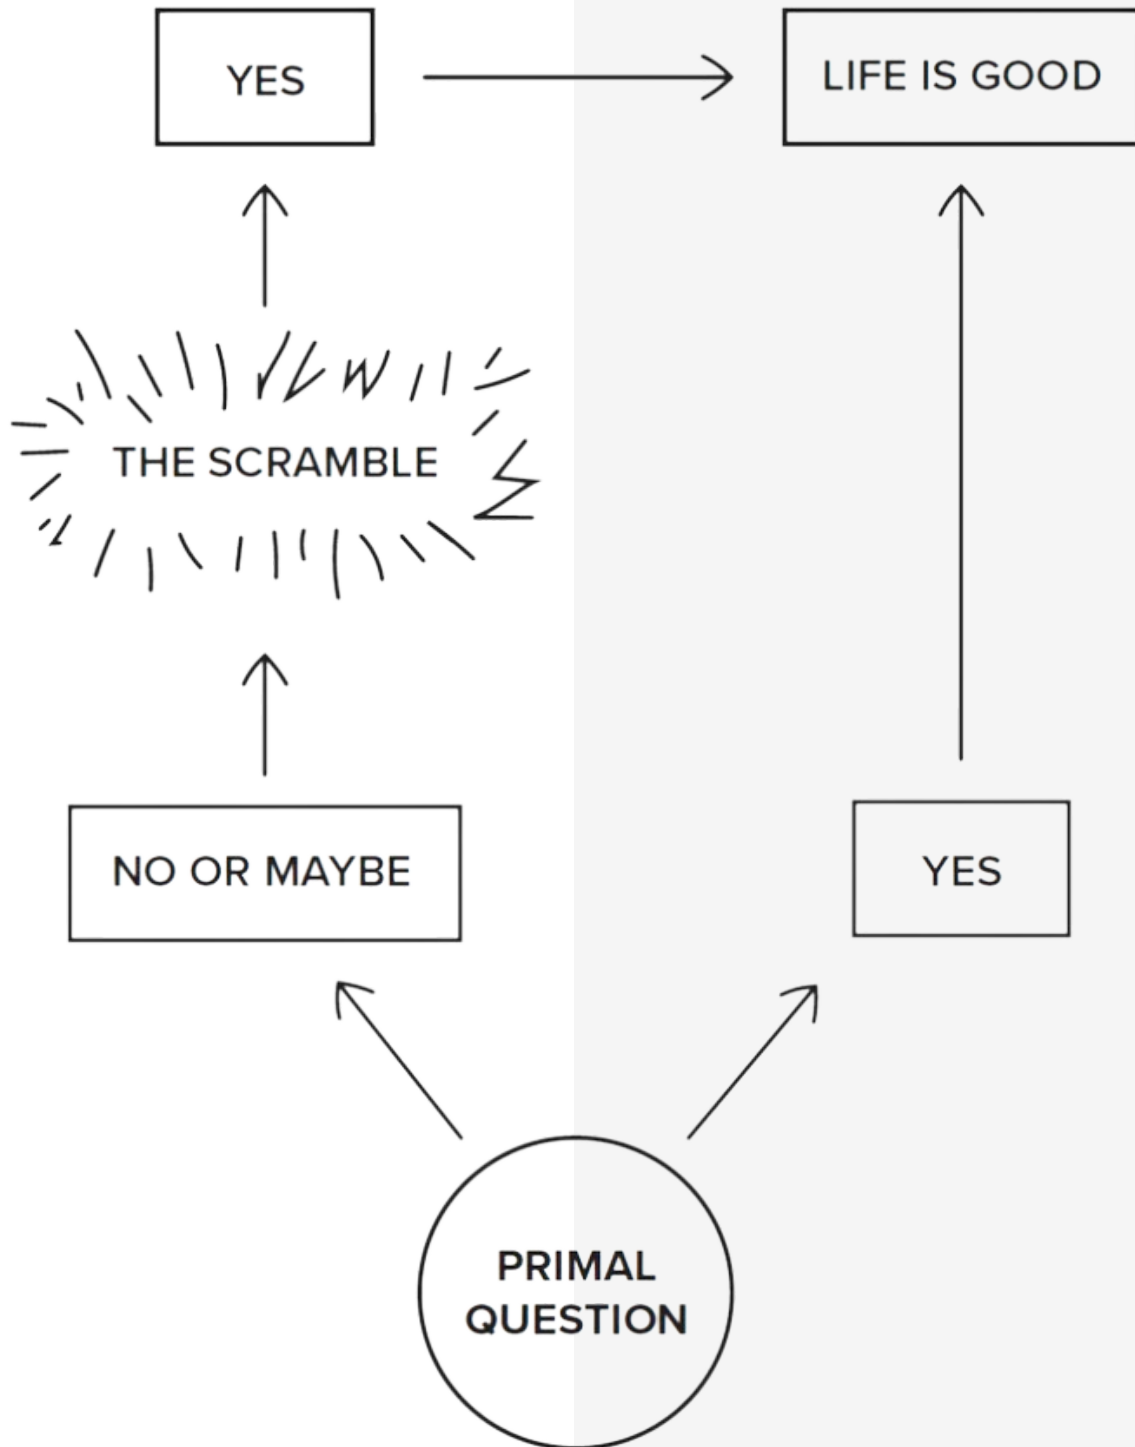 YES
LIFE IS GOOD
THE SCRAMBLE
NO OR MAYBE
YES
PRIMAL
QUESTION